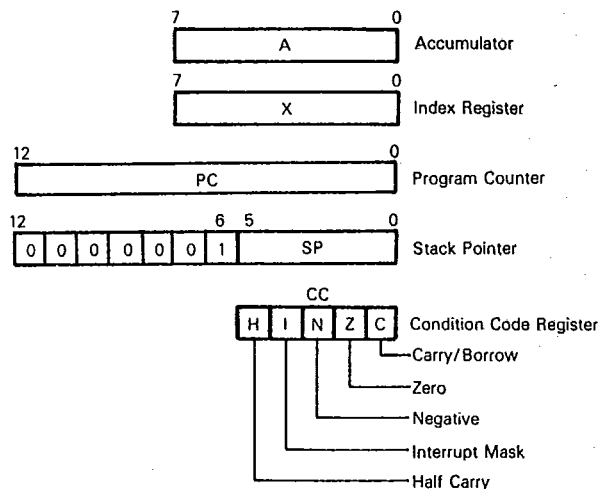 7 0
A Accumulator
7 0
X Index Register
12 0
PC Program Counter
12 6 5 0
0 0 0 0 0 0 1 SP Stack Pointer
CC
H I N Z C Condition Code Register
Carry/Borrow
Zero
Negative
Interrupt Mask
Half Carry